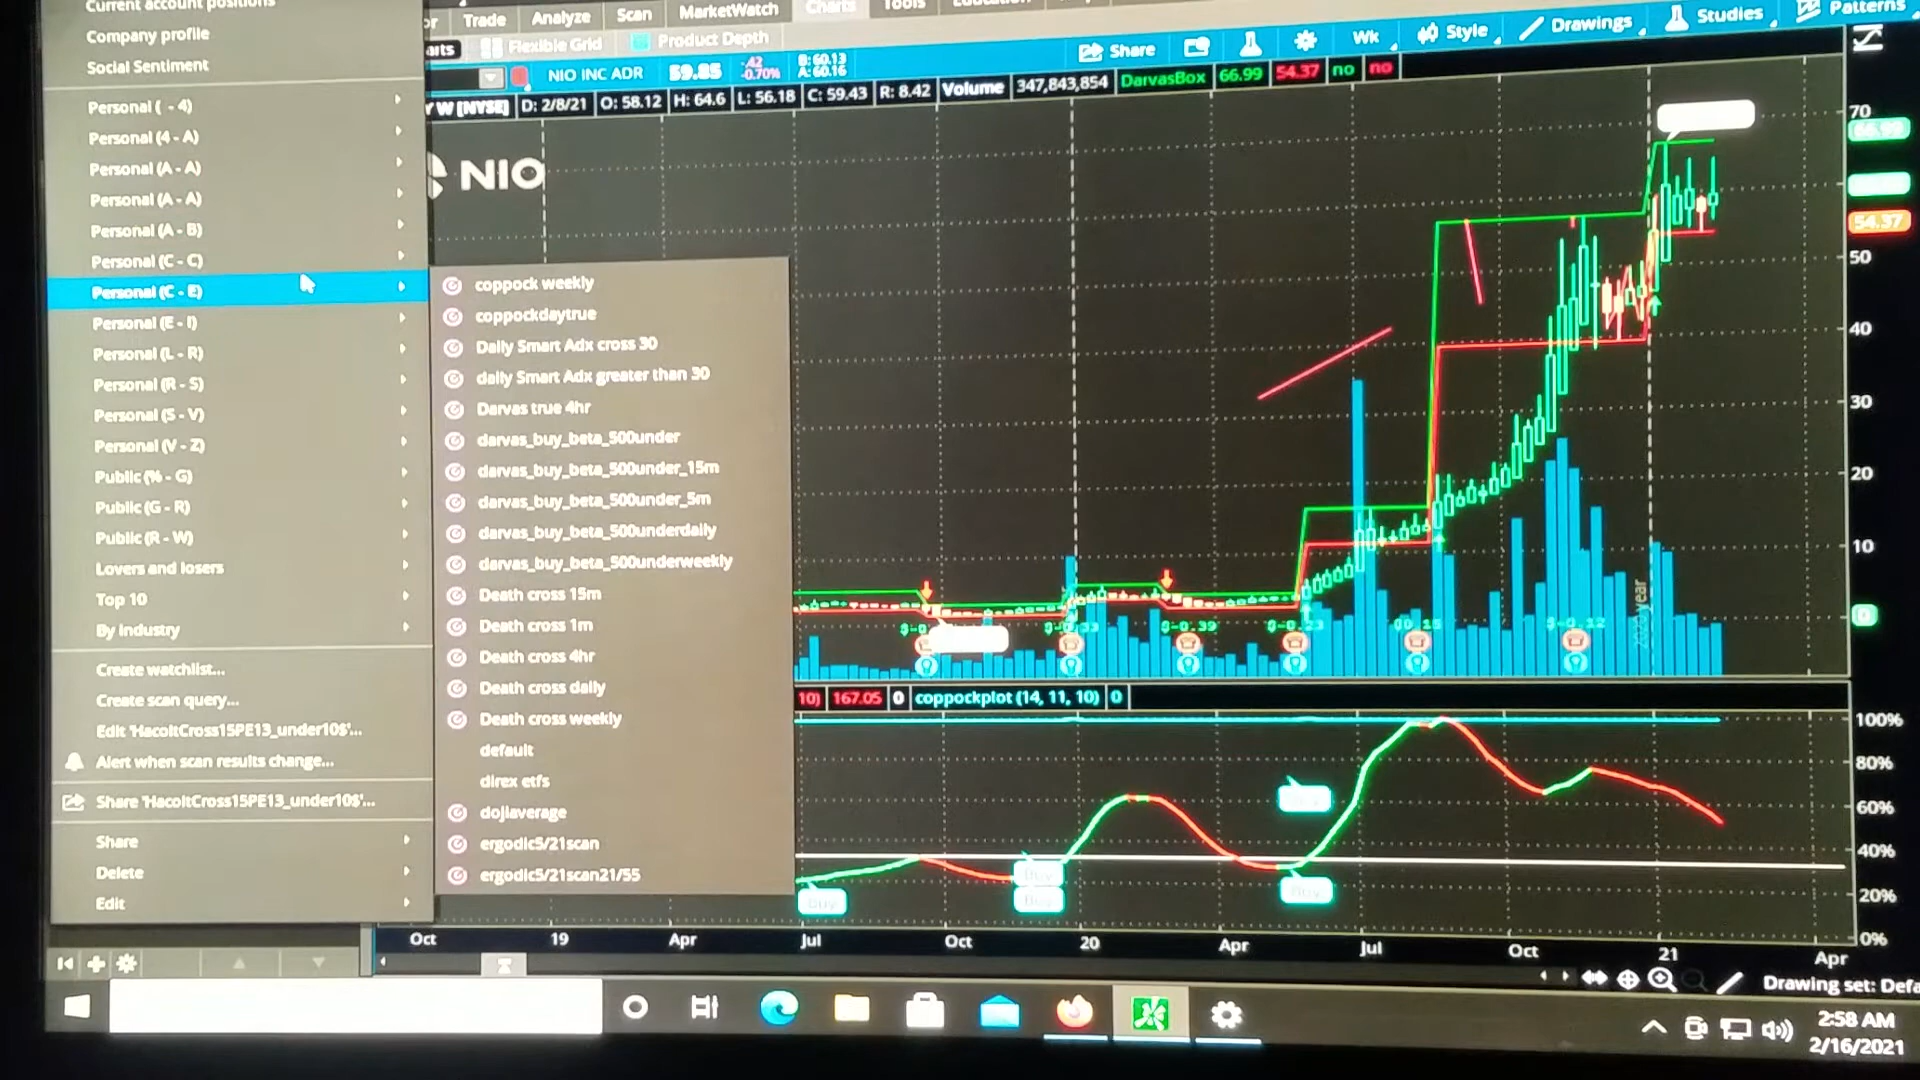 Current account positions
Company profile
Social Sentiment
Personal ( - 4)
Personal (4 - A)
Personal (A - A)
Personal (A - A)
Personal (A - B)
Personal (C - C)
Personal (C - E)
Personal (E - I)
Personal (L - R)
Personal (R - S)
Personal (S - V)
Personal (V - Z)
Public (% - G)
Public (G - R)
Public (R - W)
Lovers and losers
Top 10
By Industry
Create watchlist...
Create scan query...
Edit 'HacoltCross15PE13_under10$'...
Alert when scan results change...
Share 'HacoltCross15PE13_under10$'...
Share
Delete
Edit
coppock weekly
coppockdaytrue
Daily Smart Adx cross 30
daily Smart Adx greater than 30
Darvas true 4hr
darvas_buy_beta_500under
darvas_buy_beta_500under_15m
darvas_buy_beta_500under_5m
darvas_buy_beta_500underdaily
darvas_buy_beta_500underweekly
Death cross 15m
Death cross 1m
Death cross 4hr
Death cross daily
Death cross weekly
default
direx etfs
dojiaverage
ergodic5/21scan
ergodic5/21scan21/55
Trade Analyze Scan MarketWatch Charts Tools
arts Flexible Grid Product Depth
NIO INC ADR 59.85 -.42 -0.70% B: 60.13 A: 60.16 Share Wk Style Drawings Studies Patterns
Y W [NYSE] D: 2/8/21 O: 58.12 H: 64.6 L: 56.18 C: 59.43 R: 8.42 Volume 347,843,854 DarvasBox 66.99 54.37 no no
NIO
70
54.37
50
40
30
20
10
0
$-0.39
2020 year
10) 167.05 0 coppockplot (14, 11, 10) 0
100%
80%
60%
40%
20%
0%
Buy
Buy
Buy
Buy
Oct 19 Apr Jul Oct 20 Apr Jul Oct 21 Apr
Drawing set: Defa
2:58 AM
2/16/2021